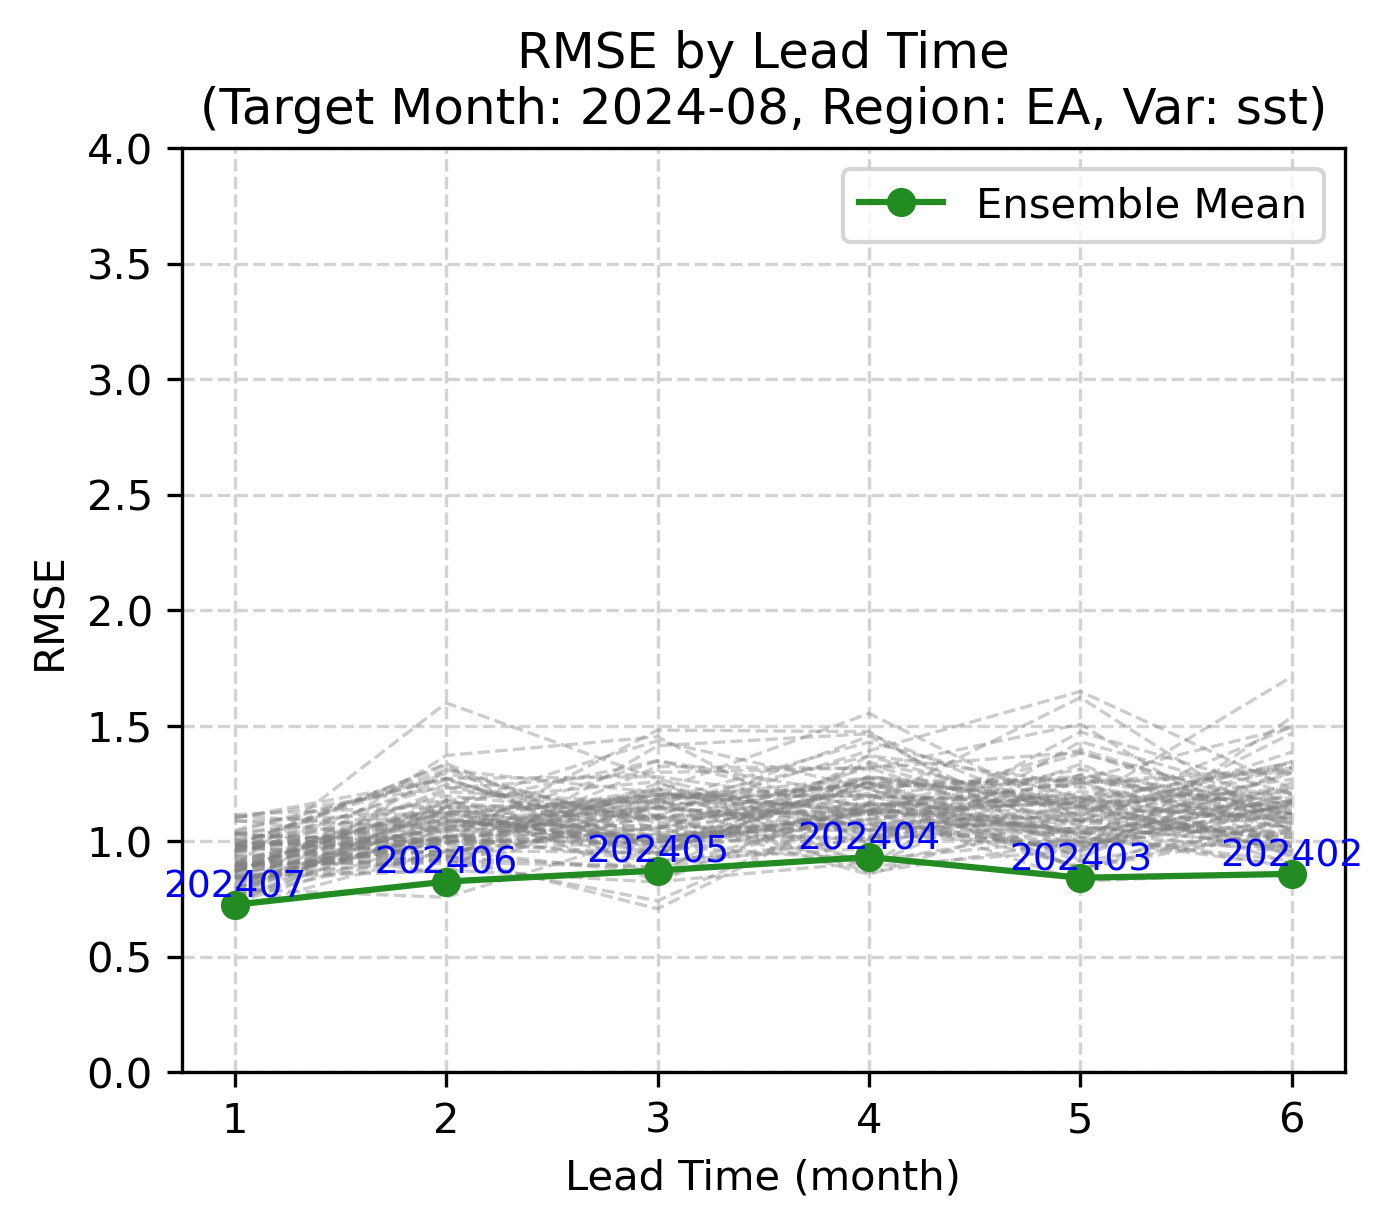 RMSE by Lead Time
(Target Month: 2024-08, Region: EA, Var: sst)
4.0
3.5
3.0
2.5
2.0
1.5
1.0
0.5
0.0
RMSE
Ensemble Mean
202407
202406
202405
202404
202403
202402
1 2 3 4 5 6
Lead Time (month)